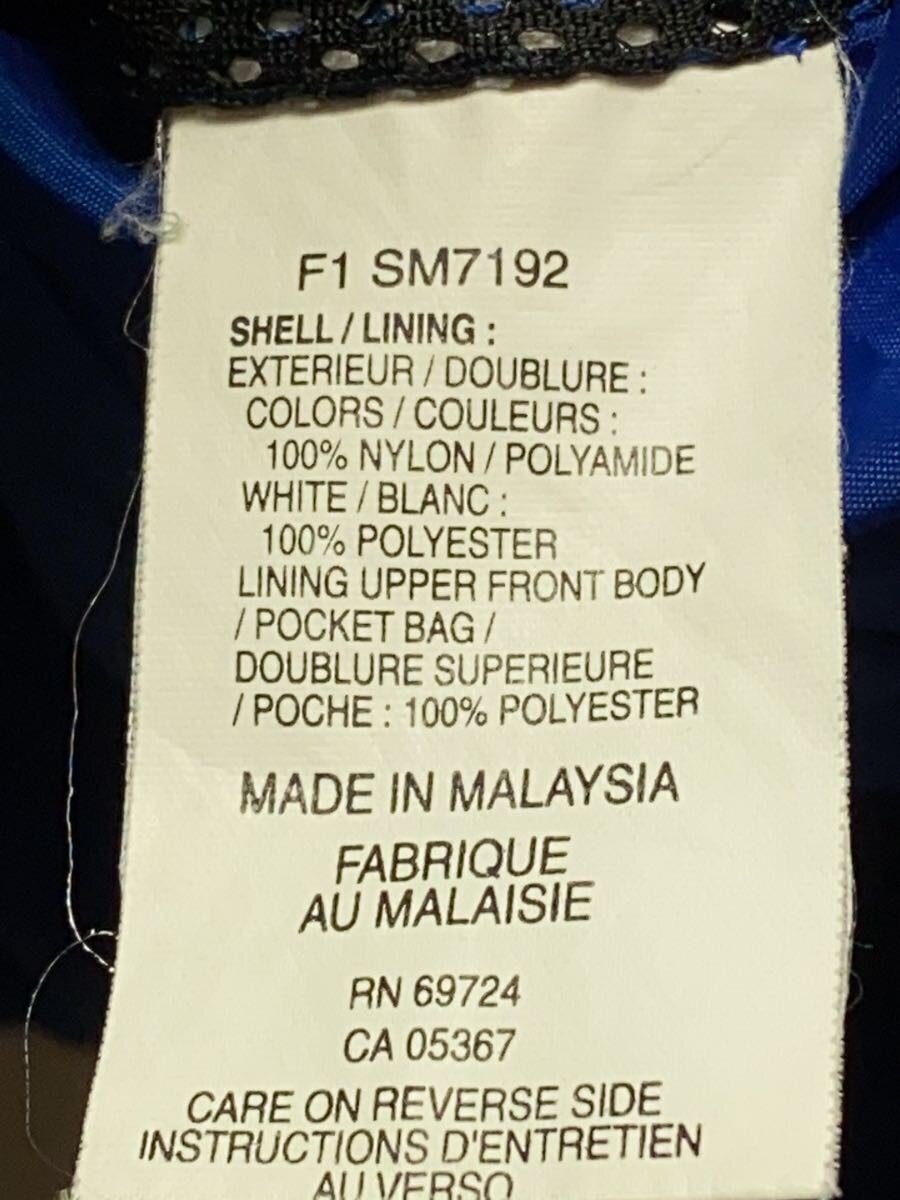 F1 SM7192
SHELL / LINING :
EXTERIEUR / DOUBLURE :
COLORS / COULEURS :
100% NYLON / POLYAMIDE
WHITE / BLANC :
100% POLYESTER
LINING UPPER FRONT BODY
/ POCKET BAG /
DOUBLURE SUPERIEURE
/ POCHE : 100% POLYESTER
MADE IN MALAYSIA
FABRIQUE
AU MALAISIE
RN 69724
CA 05367
CARE ON REVERSE SIDE
INSTRUCTIONS D'ENTRETIEN
AU VERSO